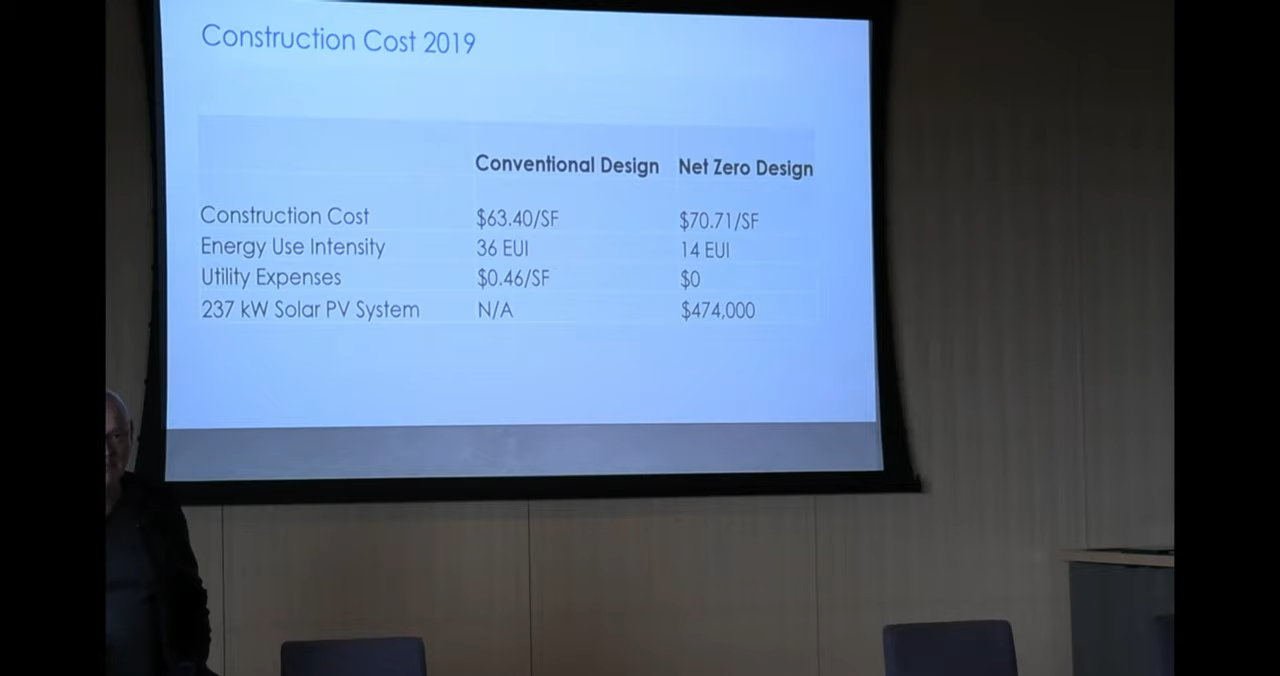 Construction Cost 2019
Conventional Design Net Zero Design
Construction Cost $63.40/SF $70.71/SF
Energy Use Intensity 36 EUI 14 EUI
Utility Expenses $0.46/SF $0
237 kW Solar PV System N/A $474,000